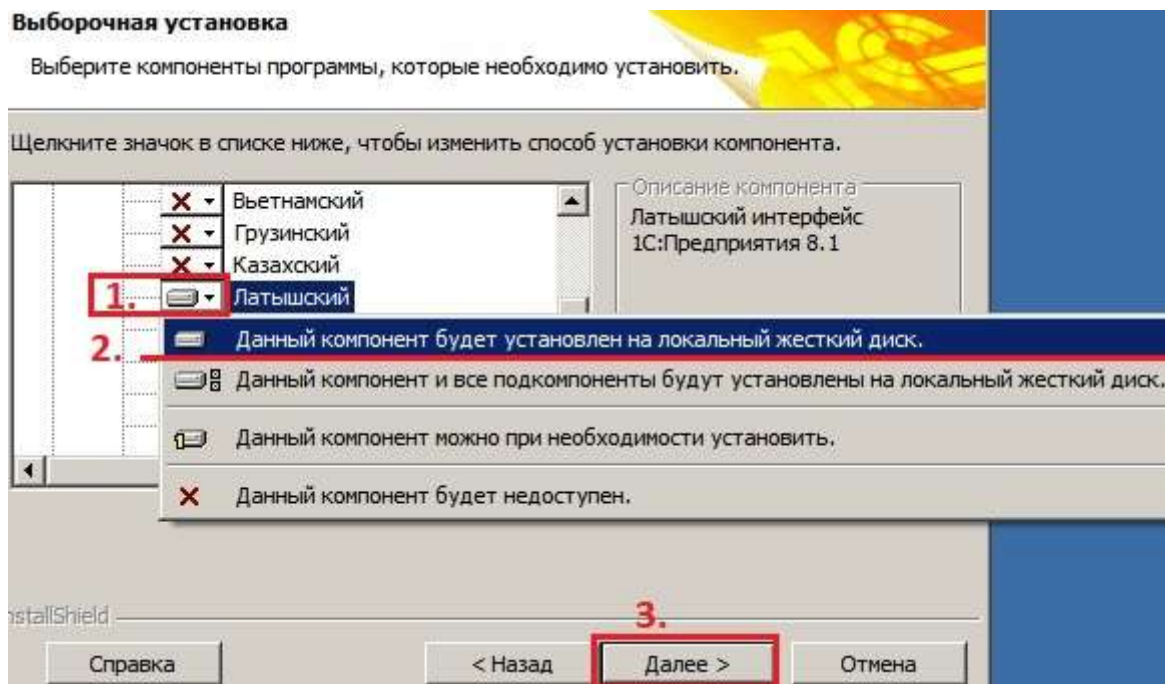 Выборочная установка
Выберите компоненты программы, которые необходимо установить.
Щелкните значок в списке ниже, чтобы изменить способ установки компонента.
Вьетнамский
Грузинский
Казахский
1. Латышский
Описание компонента
Латышский интерфейс
1С:Предприятия 8.1
2. Данный компонент будет установлен на локальный жесткий диск.
Данный компонент и все подкомпоненты будут установлены на локальный жесткий диск.
Данный компонент можно при необходимости установить.
Данный компонент будет недоступен.
nstallShield
3.
Справка
< Назад
Далее >
Отмена